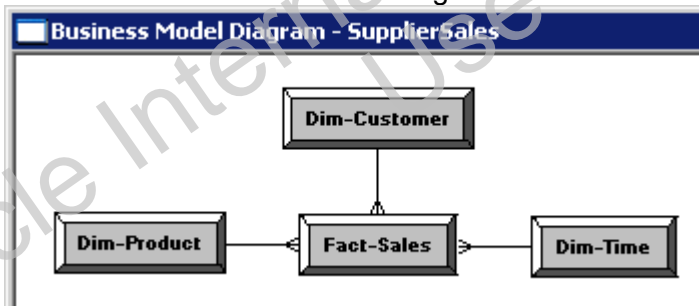 Business Model Diagram - SupplierSales
Dim-Customer
Dim-Product
Fact-Sales
Dim-Time